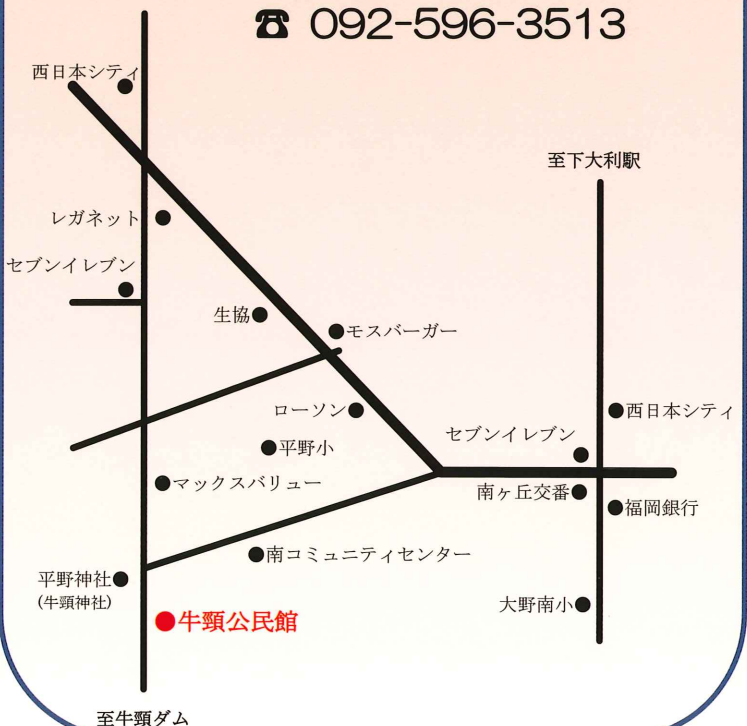 ☎ 092-596-3513
西日本シティ
至下大利駅
レガネット
セブンイレブン
生協
モスバーガー
ローソン
西日本シティ
セブンイレブン
平野小
マックスバリュー
南ヶ丘交番
福岡銀行
南コミュニティセンター
平野神社
(牛頸神社)
大野南小
牛頸公民館
至牛頸ダム